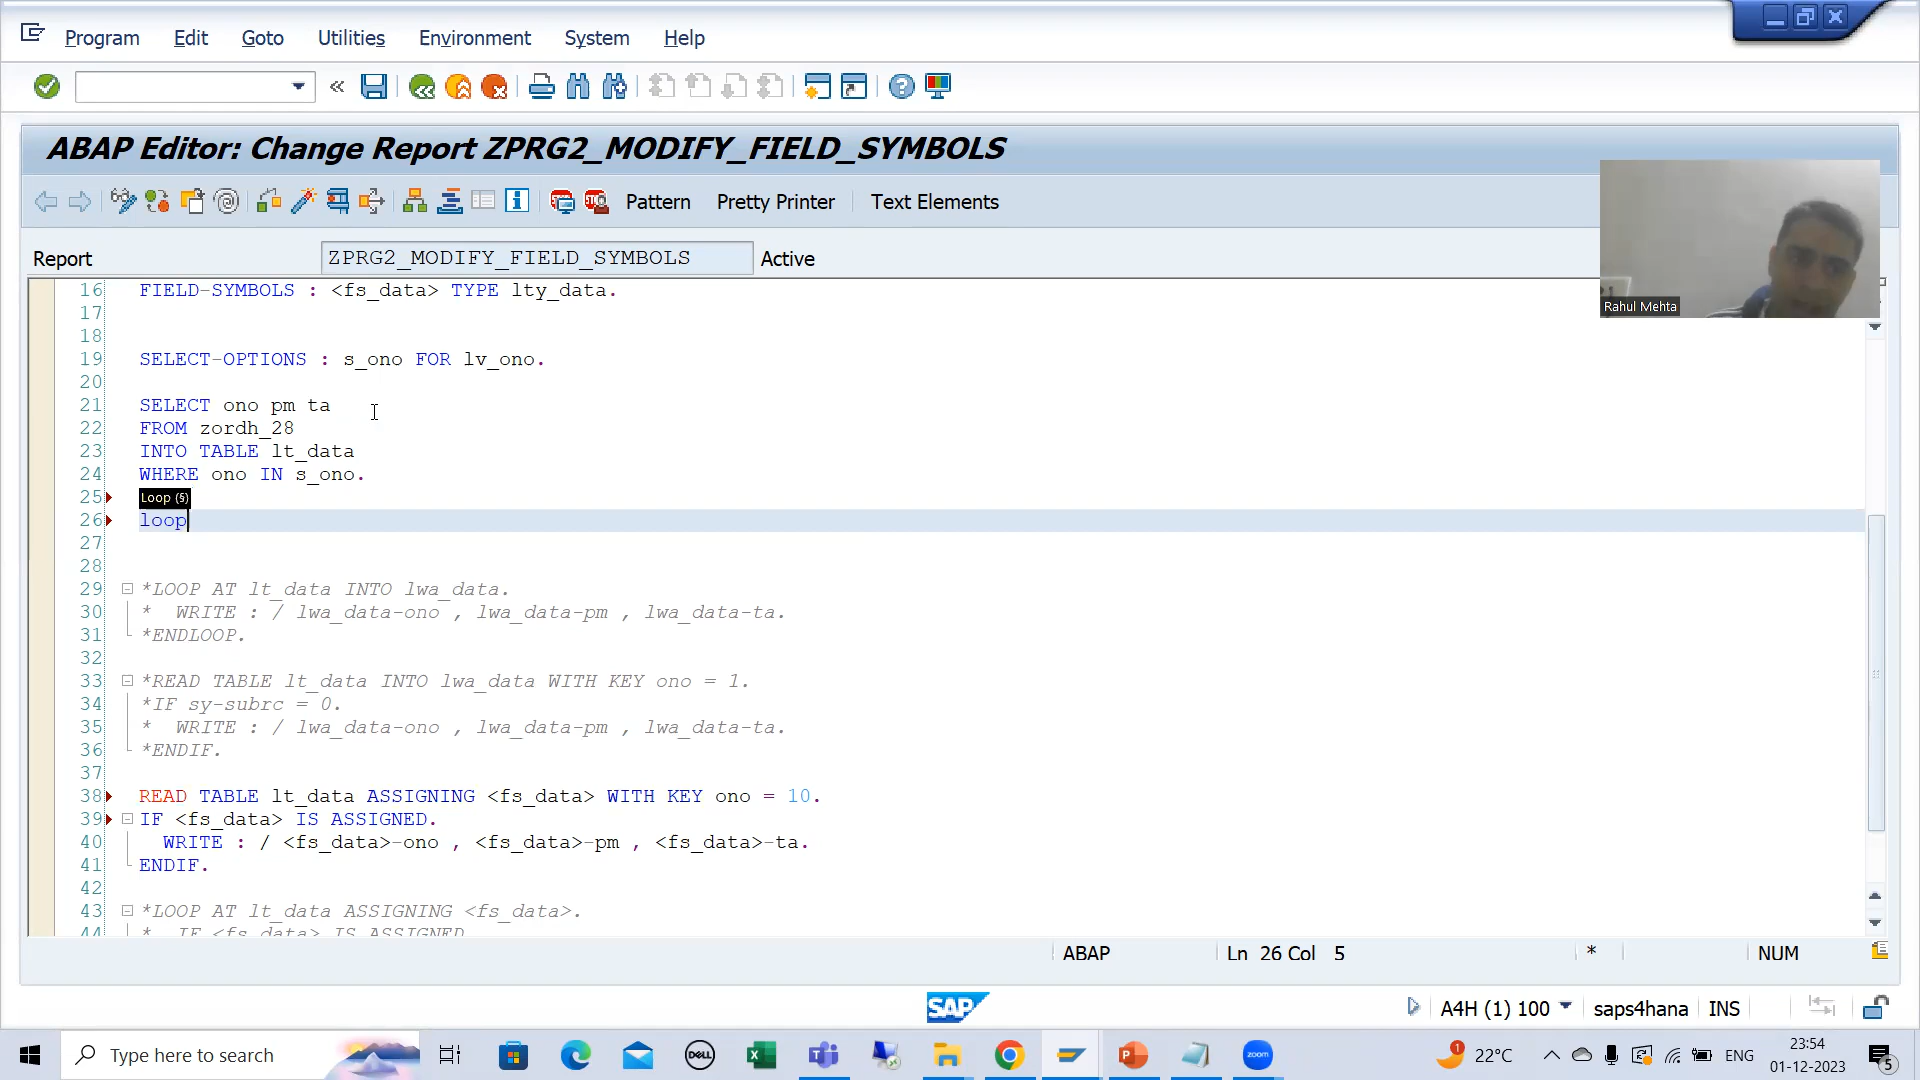 Program Edit Goto Utilities Environment System Help
ABAP Editor: Change Report ZPRG2_MODIFY_FIELD_SYMBOLS
Pattern Pretty Printer Text Elements
Report ZPRG2_MODIFY_FIELD_SYMBOLS Active
Rahul Mehta
16 FIELD-SYMBOLS : <fs_data> TYPE lty_data.
17
18
19 SELECT-OPTIONS : s_ono FOR lv_ono.
20
21 SELECT ono pm ta
22 FROM zordh_28
23 INTO TABLE lt_data
24 WHERE ono IN s_ono.
25 Loop (§)
26 loop
27
28
29 *LOOP AT lt_data INTO lwa_data.
30 *  WRITE : / lwa_data-ono , lwa_data-pm , lwa_data-ta.
31 *ENDLOOP.
32
33 *READ TABLE lt_data INTO lwa_data WITH KEY ono = 1.
34 *IF sy-subrc = 0.
35 *  WRITE : / lwa_data-ono , lwa_data-pm , lwa_data-ta.
36 *ENDIF.
37
38 READ TABLE lt_data ASSIGNING <fs_data> WITH KEY ono = 10.
39 IF <fs_data> IS ASSIGNED.
40   WRITE : / <fs_data>-ono , <fs_data>-pm , <fs_data>-ta.
41 ENDIF.
42
43 *LOOP AT lt_data ASSIGNING <fs_data>.
44 *  IF <fs_data> IS ASSIGNED
ABAP Ln 26 Col 5 * NUM
SAP A4H (1) 100 saps4hana INS
Type here to search DELL zoom 1 22°C ENG 23:54
01-12-2023 5